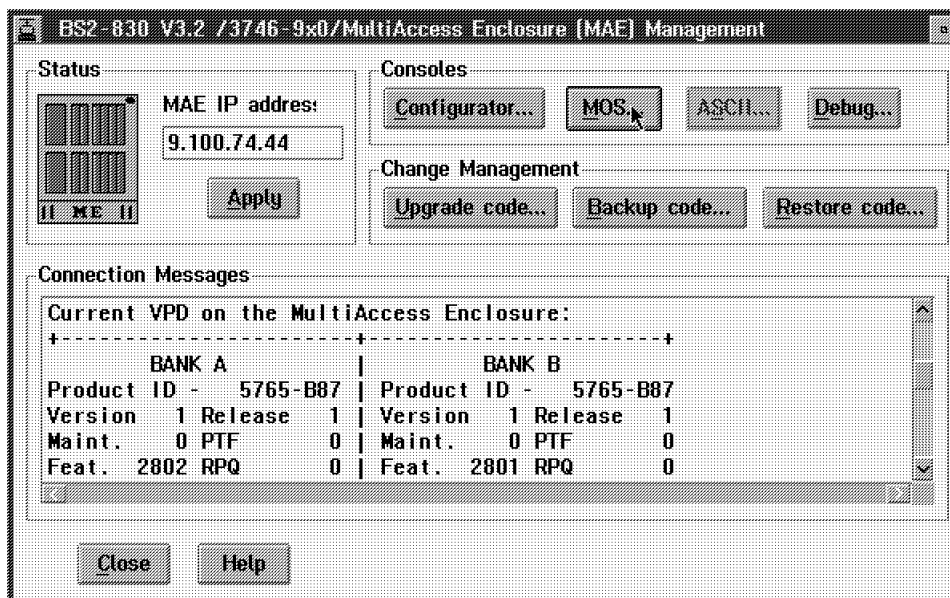 BS2-830 V3.2 /3746-9x0/MultiAccess Enclosure (MAE) Management
Status
MAE IP address
9.100.74.44
Apply
ME
Consoles
Configurator...
MOS...
ASCII...
Debug...
Change Management
Upgrade code...
Backup code...
Restore code...
Connection Messages
Current VPD on the MultiAccess Enclosure:
+-----------------------+-----------------------+
BANK A | BANK B
Product ID - 5765-B87 | Product ID - 5765-B87
Version 1 Release 1 | Version 1 Release 1
Maint. 0 PTF 0 | Maint. 0 PTF 0
Feat. 2802 RPQ 0 | Feat. 2801 RPQ 0
Close
Help